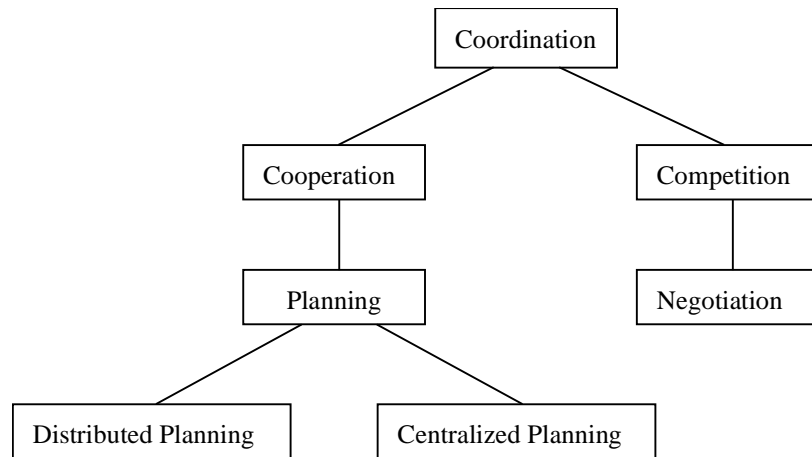 Coordination
Cooperation
Competition
Planning
Negotiation
Distributed Planning
Centralized Planning